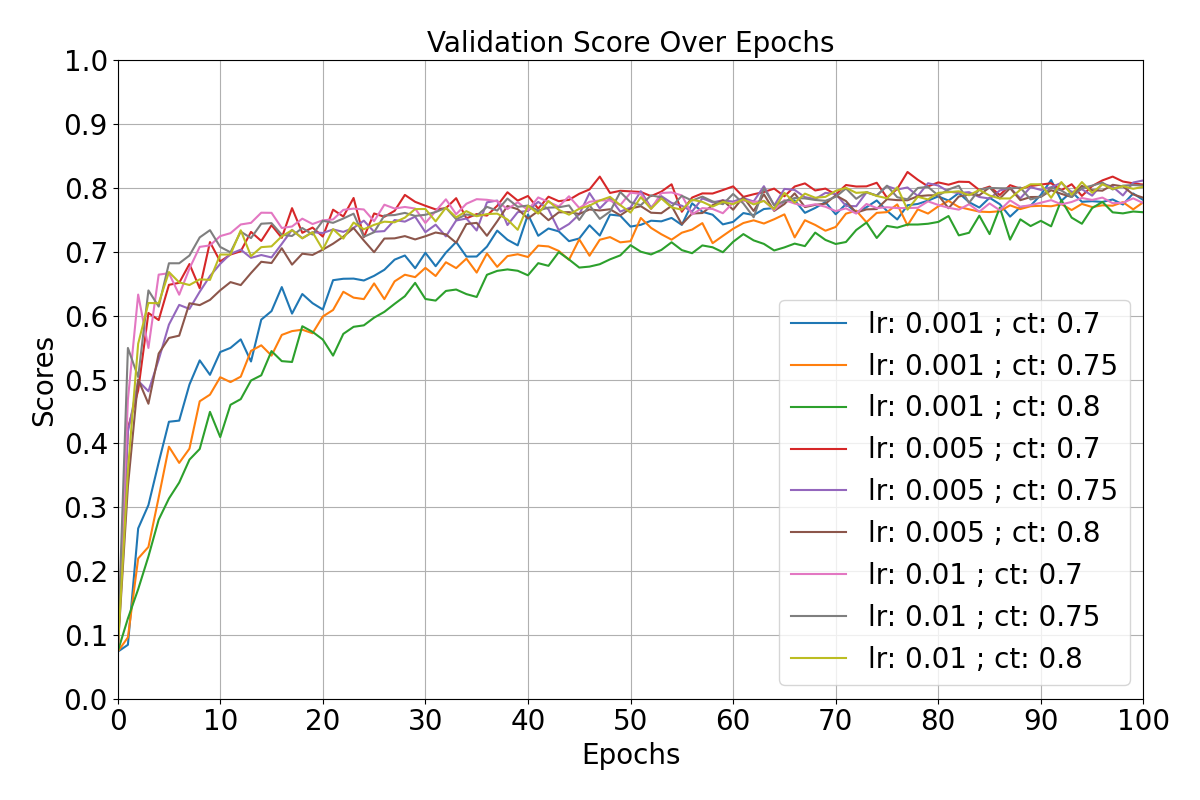 Validation Score Over Epochs
1.0
0.9
0.8
0.7
0.6
0.5
0.4
0.3
0.2
0.1
0.0
Scores
lr: 0.001 ; ct: 0.7
lr: 0.001 ; ct: 0.75
lr: 0.001 ; ct: 0.8
lr: 0.005 ; ct: 0.7
lr: 0.005 ; ct: 0.75
lr: 0.005 ; ct: 0.8
lr: 0.01 ; ct: 0.7
lr: 0.01 ; ct: 0.75
lr: 0.01 ; ct: 0.8
0 10 20 30 40 50 60 70 80 90 100
Epochs